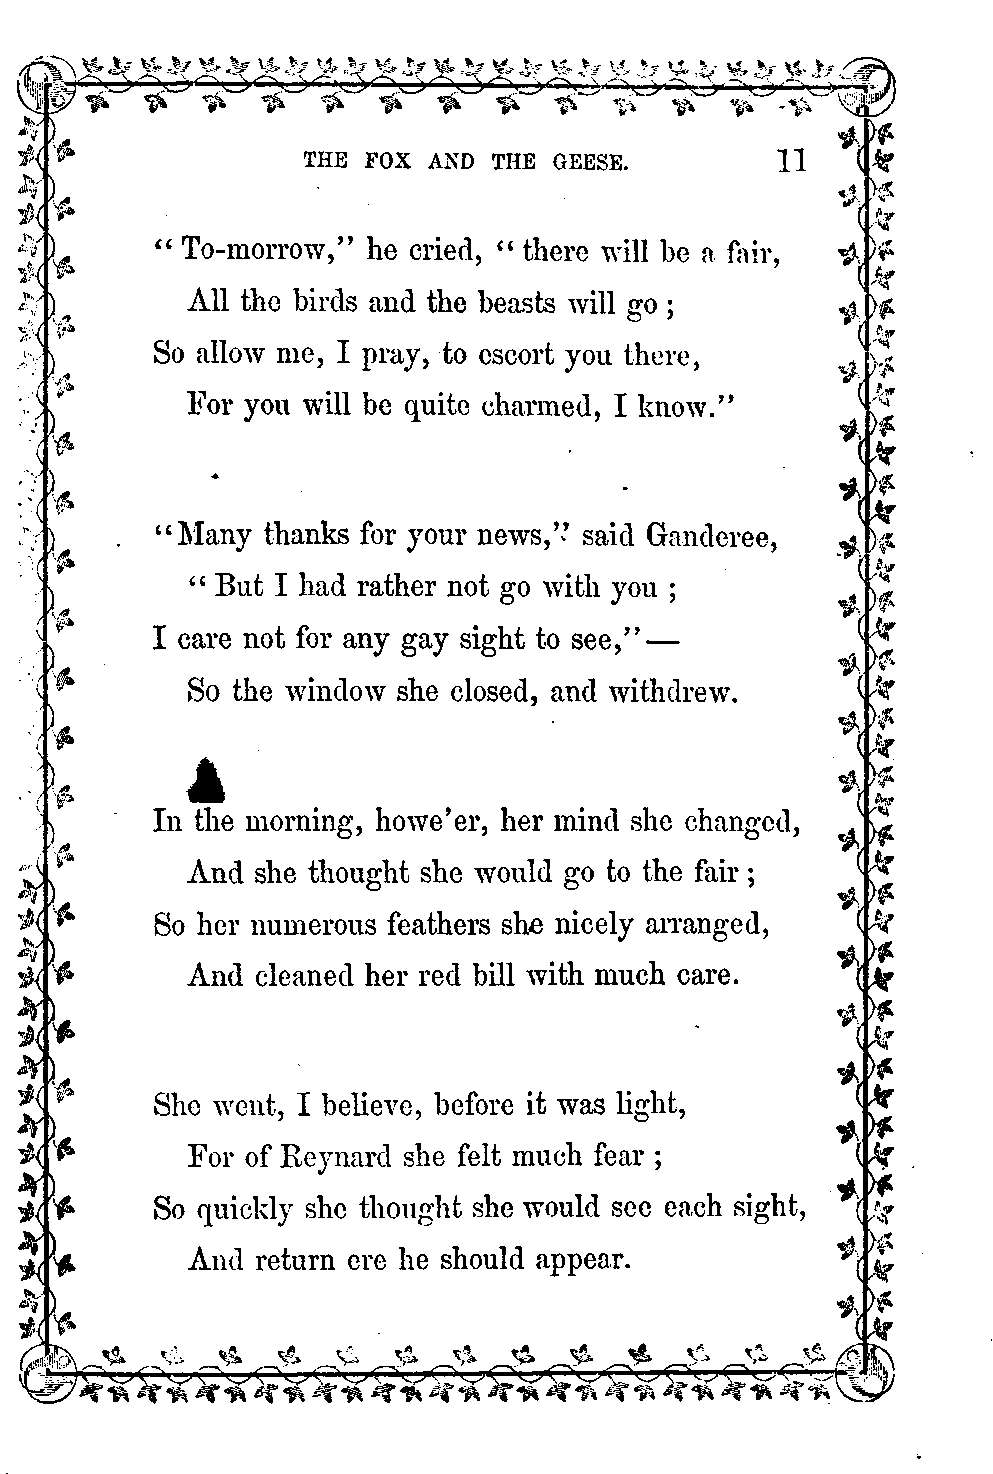 THE FOX AND THE GEESE. 11
“To-morrow,” he cried, “there will be a fair,
All the birds and the beasts will go;
So allow me, I pray, to escort you there,
For you will be quite charmed, I know.”
“Many thanks for your news,” said Ganderee,
“But I had rather not go with you;
I care not for any gay sight to see,”—
So the window she closed, and withdrew.
In the morning, howe’er, her mind she changed,
And she thought she would go to the fair;
So her numerous feathers she nicely arranged,
And cleaned her red bill with much care.
She went, I believe, before it was light,
For of Reynard she felt much fear;
So quickly she thought she would see each sight,
And return ere he should appear.